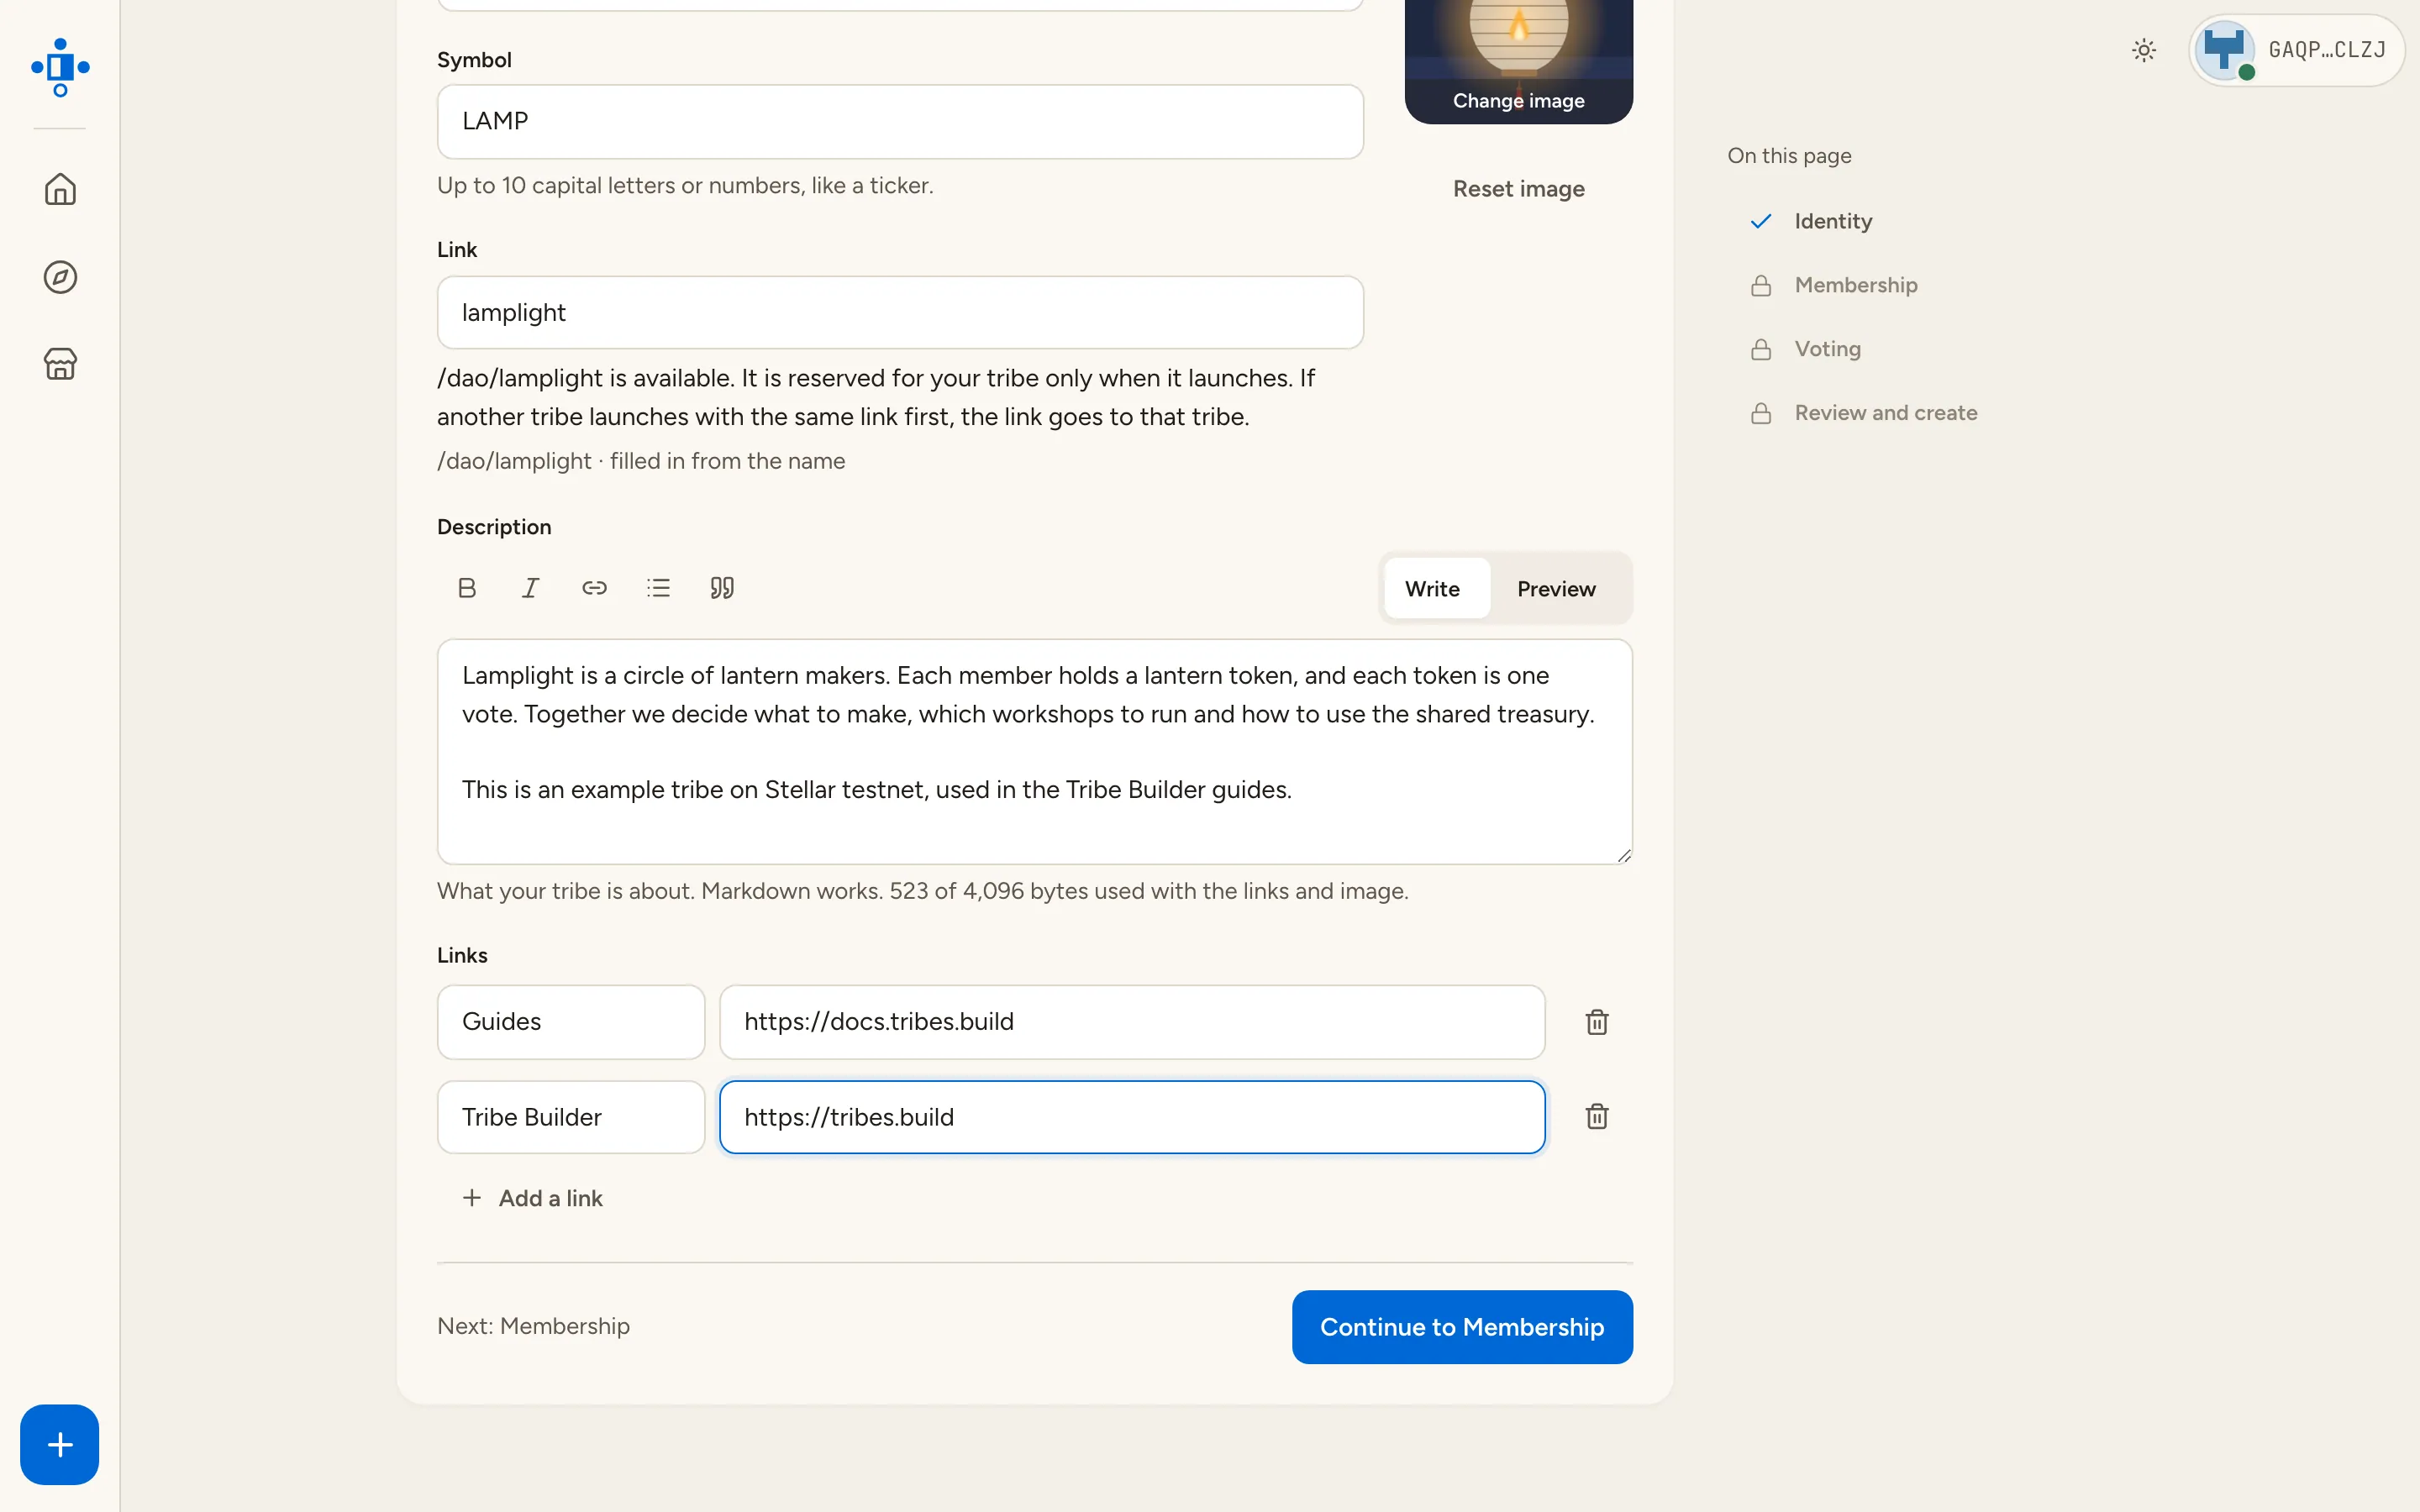 Symbol
LAMP
Up to 10 capital letters or numbers, like a ticker.
Change image
Reset image
Link
lamplight
/dao/lamplight is available. It is reserved for your tribe only when it launches. If
another tribe launches with the same link first, the link goes to that tribe.
/dao/lamplight · filled in from the name
Description
Write
Preview
Lamplight is a circle of lantern makers. Each member holds a lantern token, and each token is one
vote. Together we decide what to make, which workshops to run and how to use the shared treasury.
This is an example tribe on Stellar testnet, used in the Tribe Builder guides.
What your tribe is about. Markdown works. 523 of 4,096 bytes used with the links and image.
Links
Guides
https://docs.tribes.build
Tribe Builder
https://tribes.build
Add a link
Next: Membership
Continue to Membership
GAQP…CLZJ
On this page
Identity
Membership
Voting
Review and create